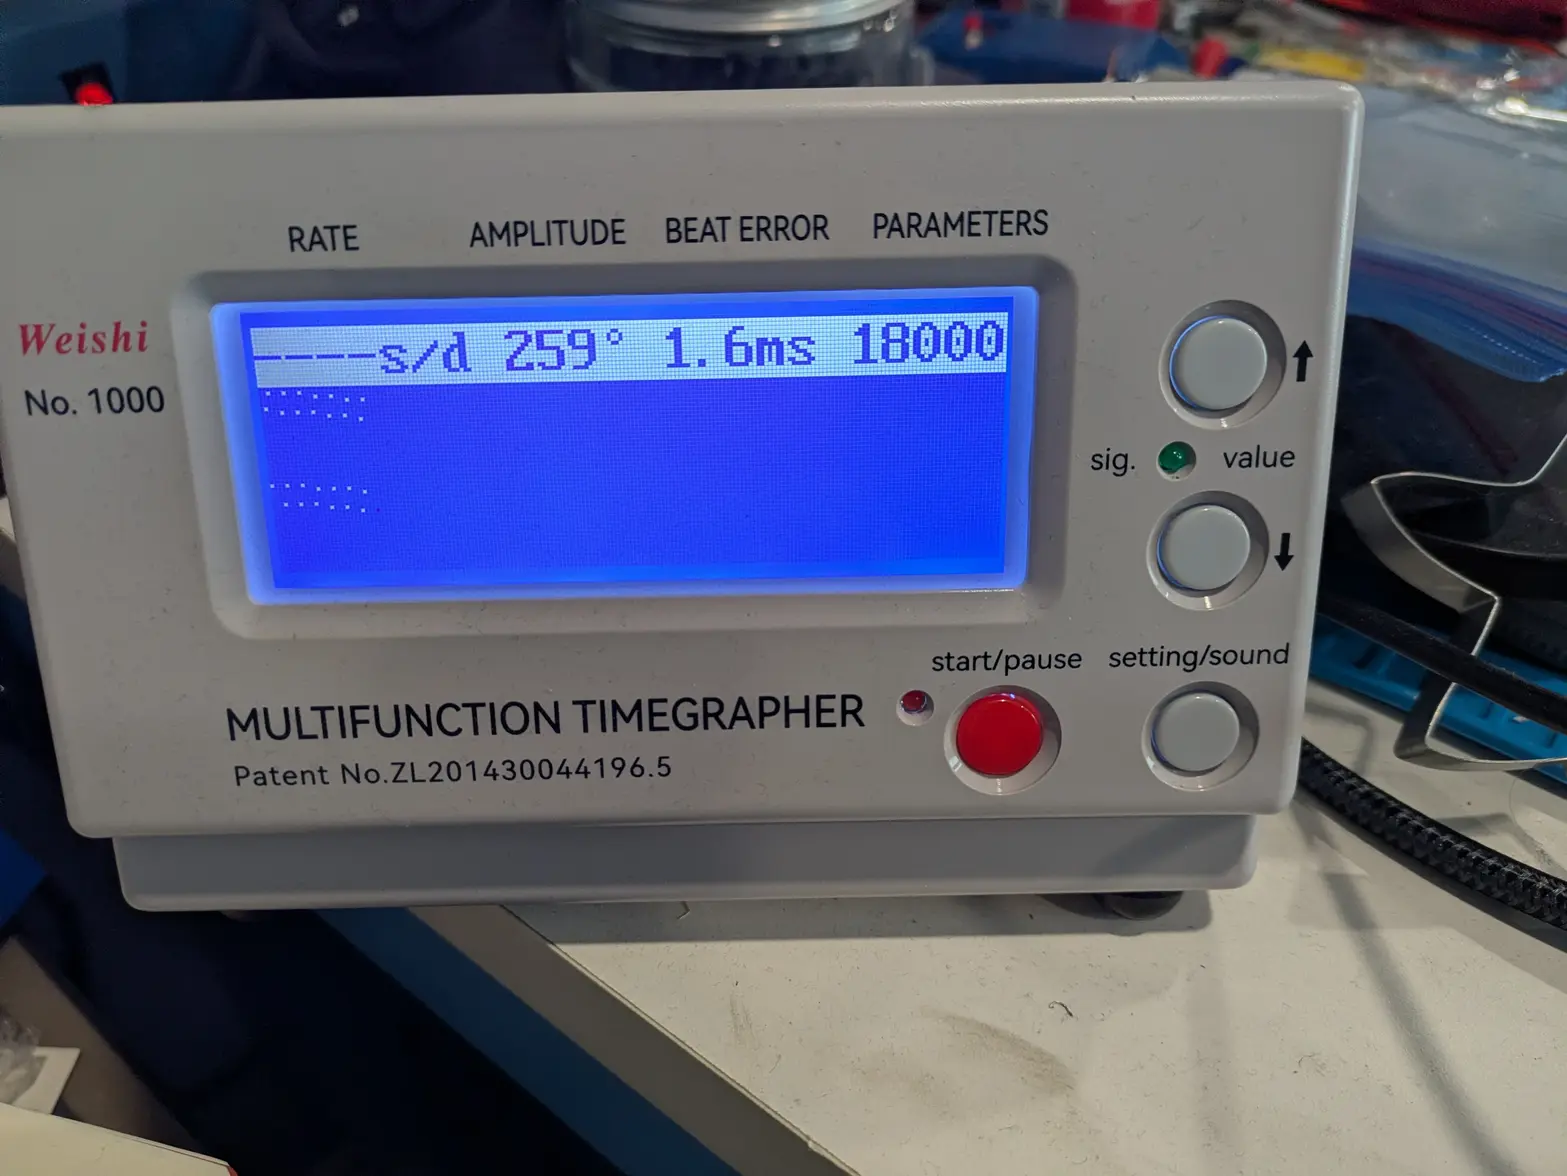 RATE AMPLITUDE BEAT ERROR PARAMETERS
Weishi
No. 1000
----s/d 259° 1.6ms 18000
sig. value
start/pause setting/sound
MULTIFUNCTION TIMEGRAPHER
Patent No.ZL201430044196.5